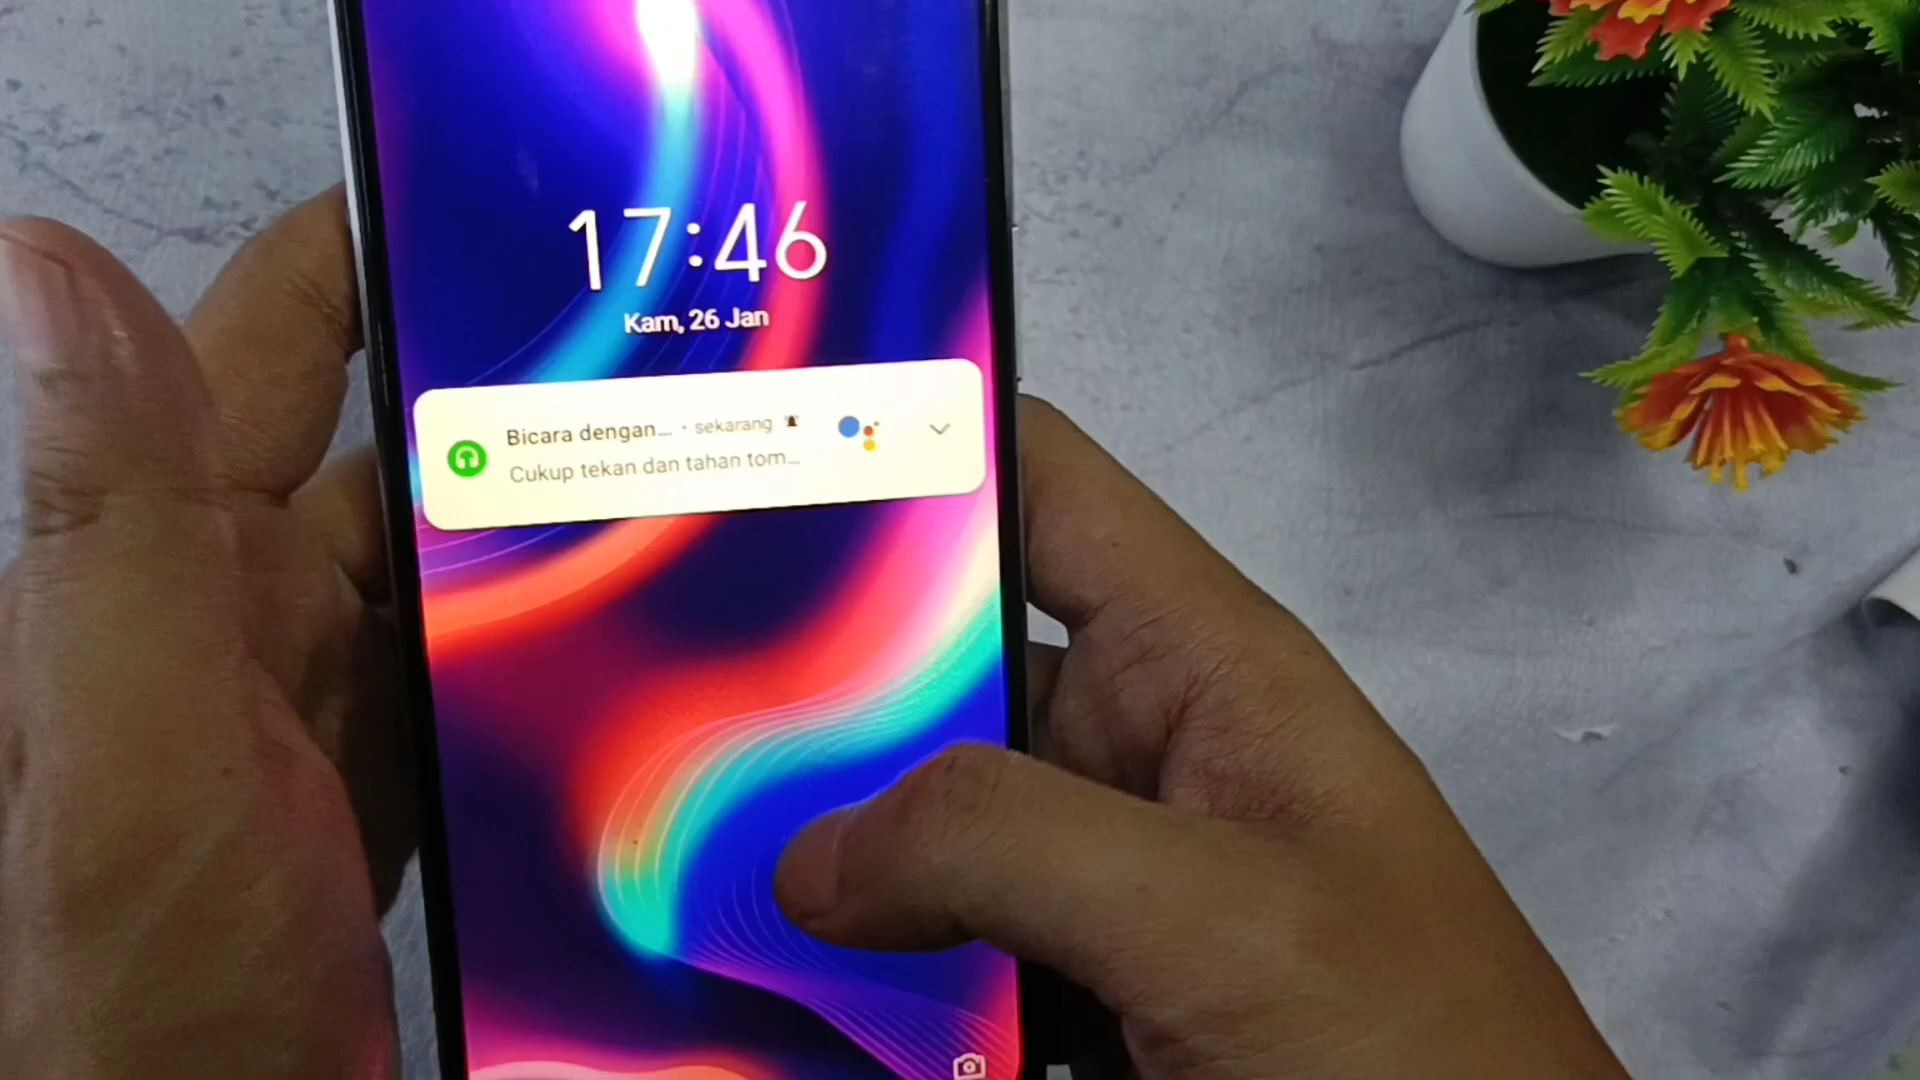 17:46
Kam, 26 Jan
Bicara dengan... • sekarang
Cukup tekan dan tahan tom...